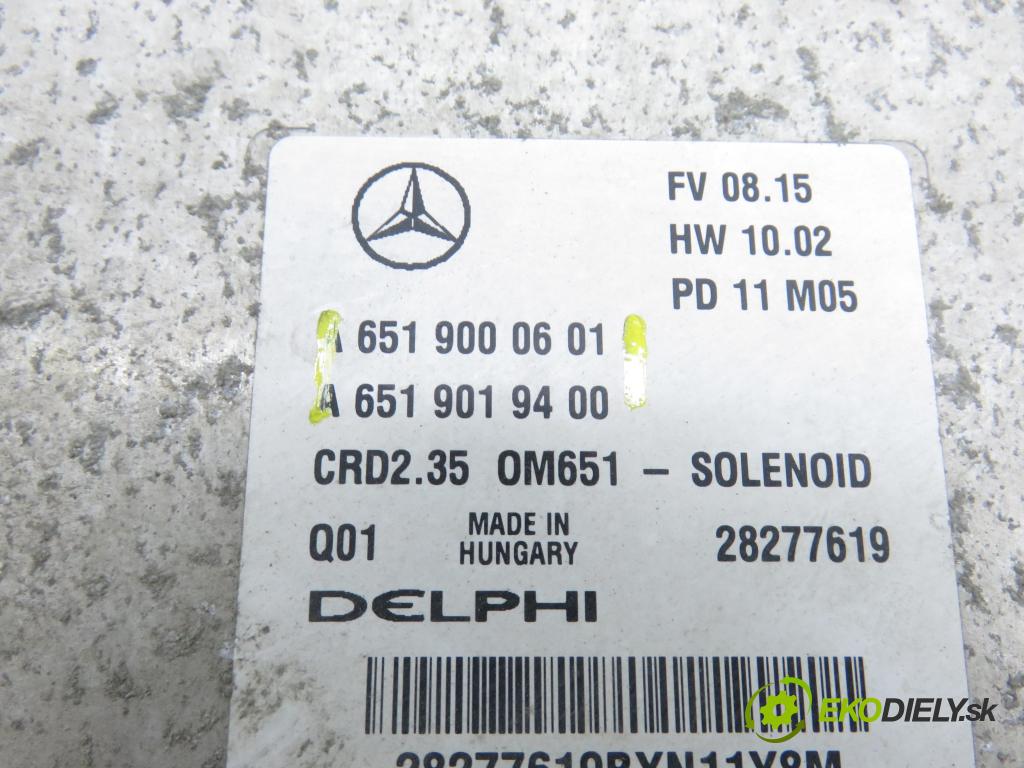 FV 08.15
HW 10.02
PD 11 M05
A 651 900 06 01
A 651 901 94 00
CRD2.35 OM651 - SOLENOID
Q01 MADE IN HUNGARY 28277619
DELPHI
28277619BXN11Y8M
EKODIELY.sk